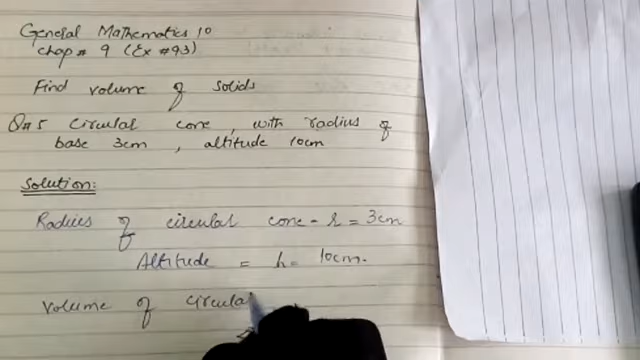 General Mathematics 10
Chap # 9 (Ex # 9.3)
Find volume of solids
Q # 5 Circular cone, with radius of
base 3cm, altitude 10cm
Solution:
Radius of circular cone = r = 3cm
Altitude = h = 10cm.
Volume of circular